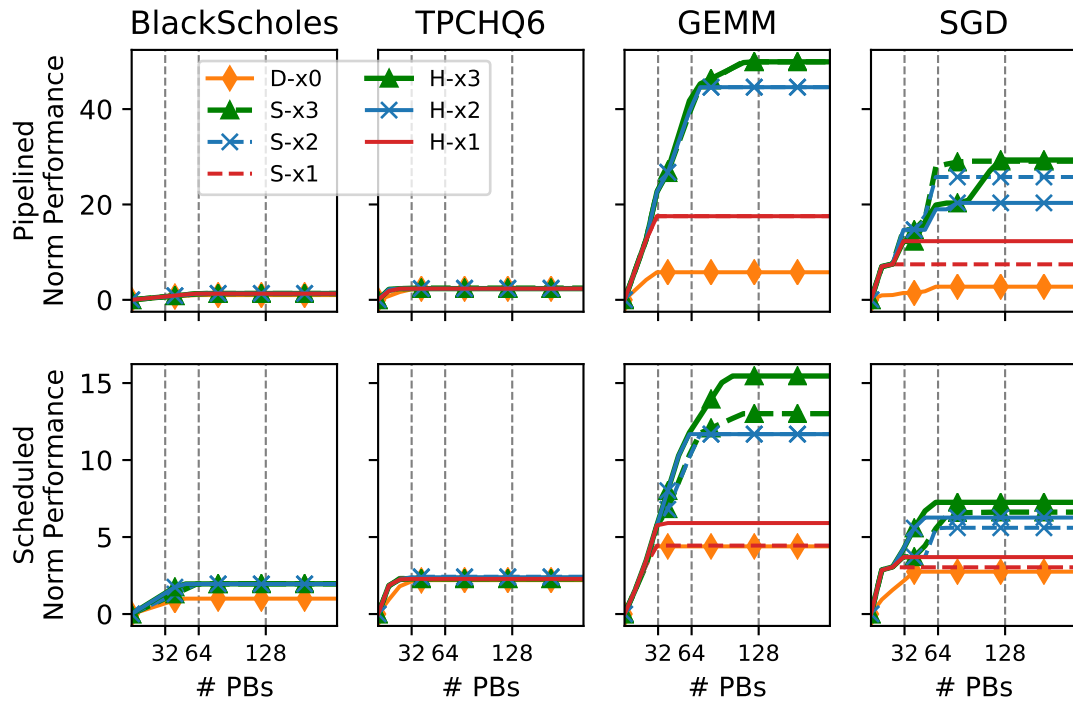 BlackScholes TPCHQ6 GEMM SGD
Pipelined
Norm Performance
40
20
0
D-x0 H-x3
S-x3 H-x2
S-x2 H-x1
S-x1
Scheduled
Norm Performance
15
10
5
0
32 64 128 32 64 128 32 64 128 32 64 128
# PBs # PBs # PBs # PBs